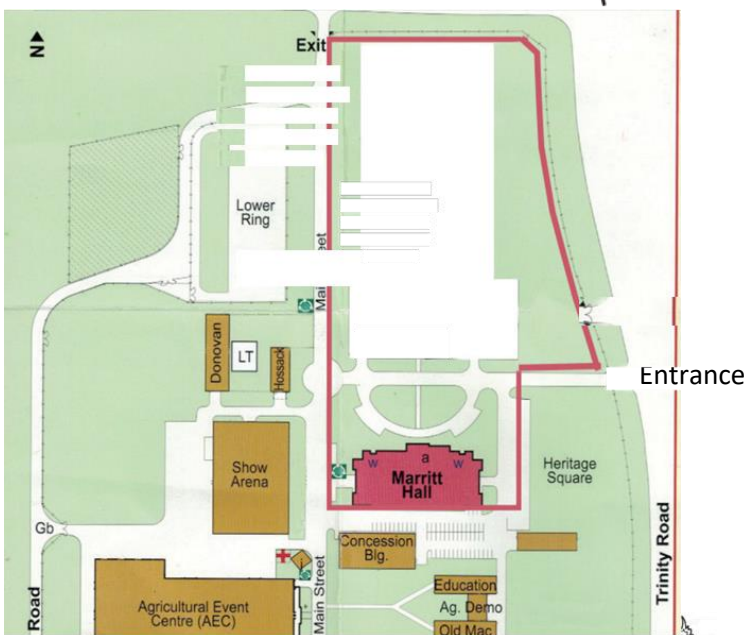 N
Exit
Lower
Ring
Main Street
Donovan
LT
Hossack
Entrance
W
a
W
Marritt
Hall
Show
Arena
Heritage
Square
Gb
Concession
Blg.
Main Street
Trinity Road
Education
Ag. Demo
Old Mac
Agricultural Event
Centre (AEC)
Road